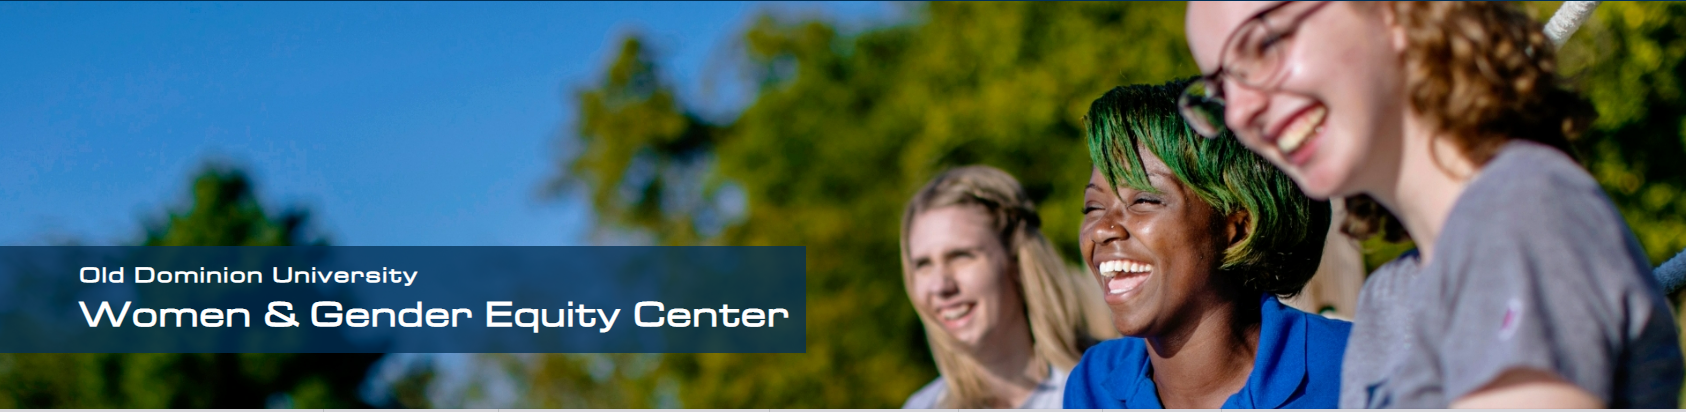 Old Dominion University
Women & Gender Equity Center